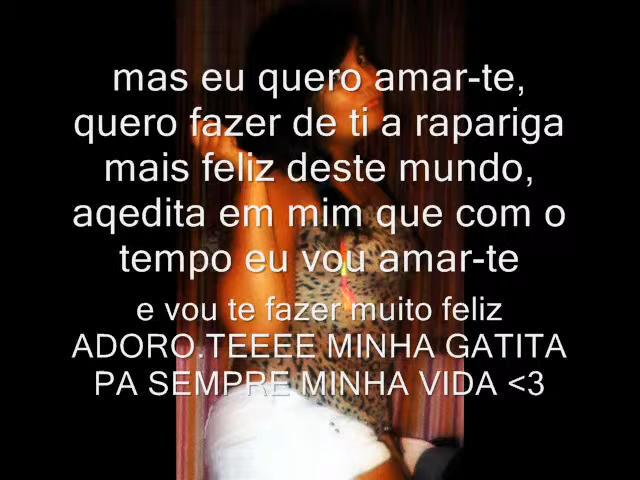 mas eu quero amar-te,
quero fazer de ti a rapariga
mais feliz deste mundo,
aqedita em mim que com o
tempo eu vou amar-te
e vou te fazer muito feliz
ADORO.TEEEE MINHA GATITA
PA SEMPRE MINHA VIDA <3